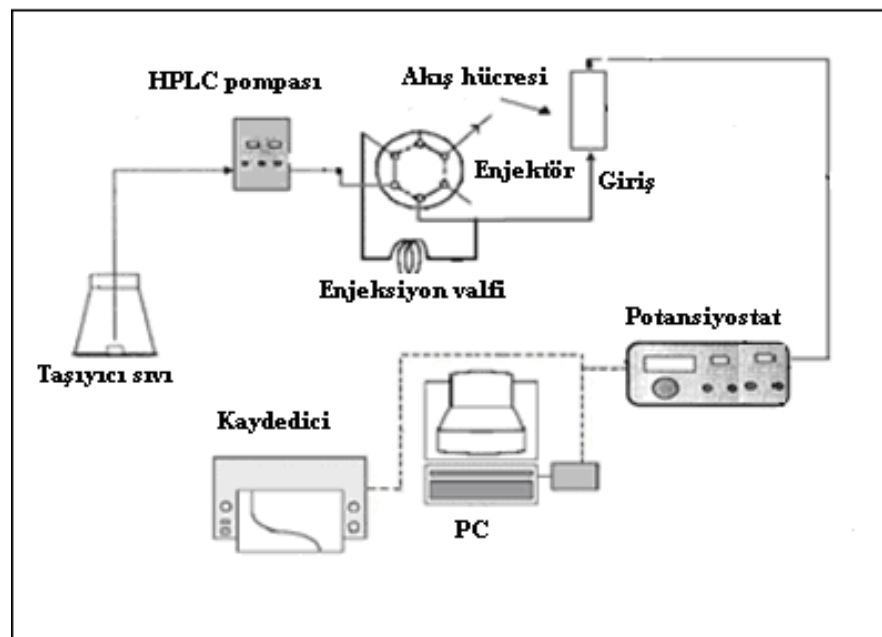 HPLC pompası
Akış hücresi
Enjektör
Giriş
Enjeksiyon valfi
Taşıyıcı sıvı
Potansiyostat
Kaydedici
PC